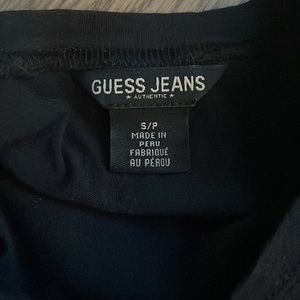 GUESS JEANS
★ AUTHENTIC ★
S/P
MADE IN
PERU
FABRIQUÉ
AU PÉROU